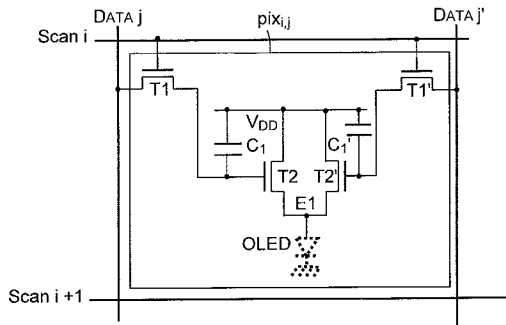 DATA j
DATA j'
Scan i
pixi,j
T1
T1'
VDD
C1
C1'
T2
T2'
E1
OLED
Scan i +1